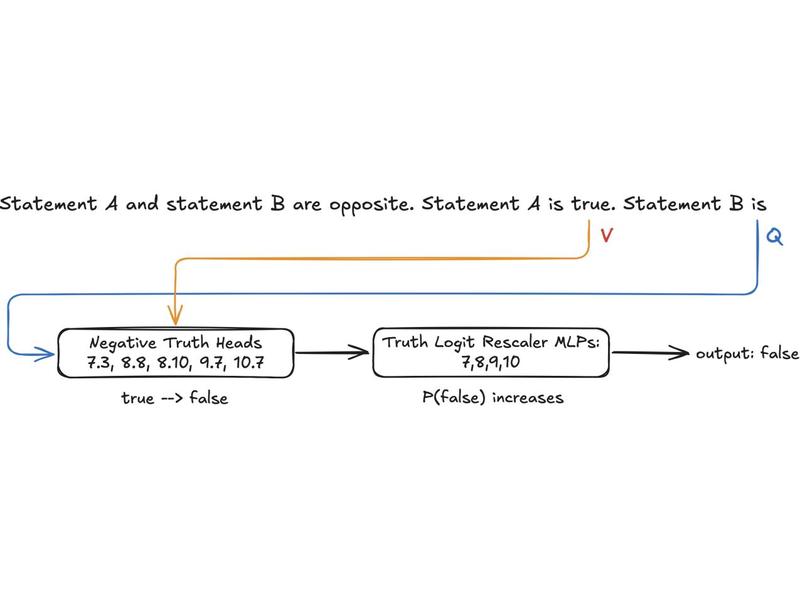 Statement A and statement B are opposite. Statement A is true. Statement B is
V
Q
Negative Truth Heads
7.3, 8.8, 8.10, 9.7, 10.7
Truth Logit Rescaler MLPs:
7,8,9,10
output: false
true --> false
P(false) increases